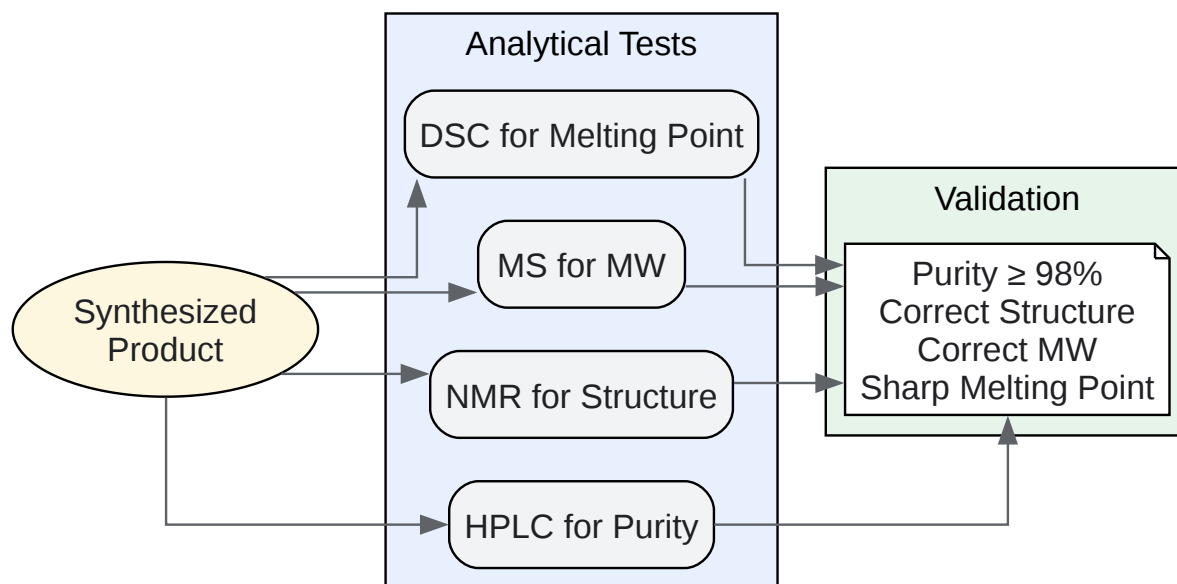 Analytical Tests
DSC for Melting Point
MS for MW
NMR for Structure
HPLC for Purity
Synthesized
Product
Validation
Purity ≥ 98%
Correct Structure
Correct MW
Sharp Melting Point